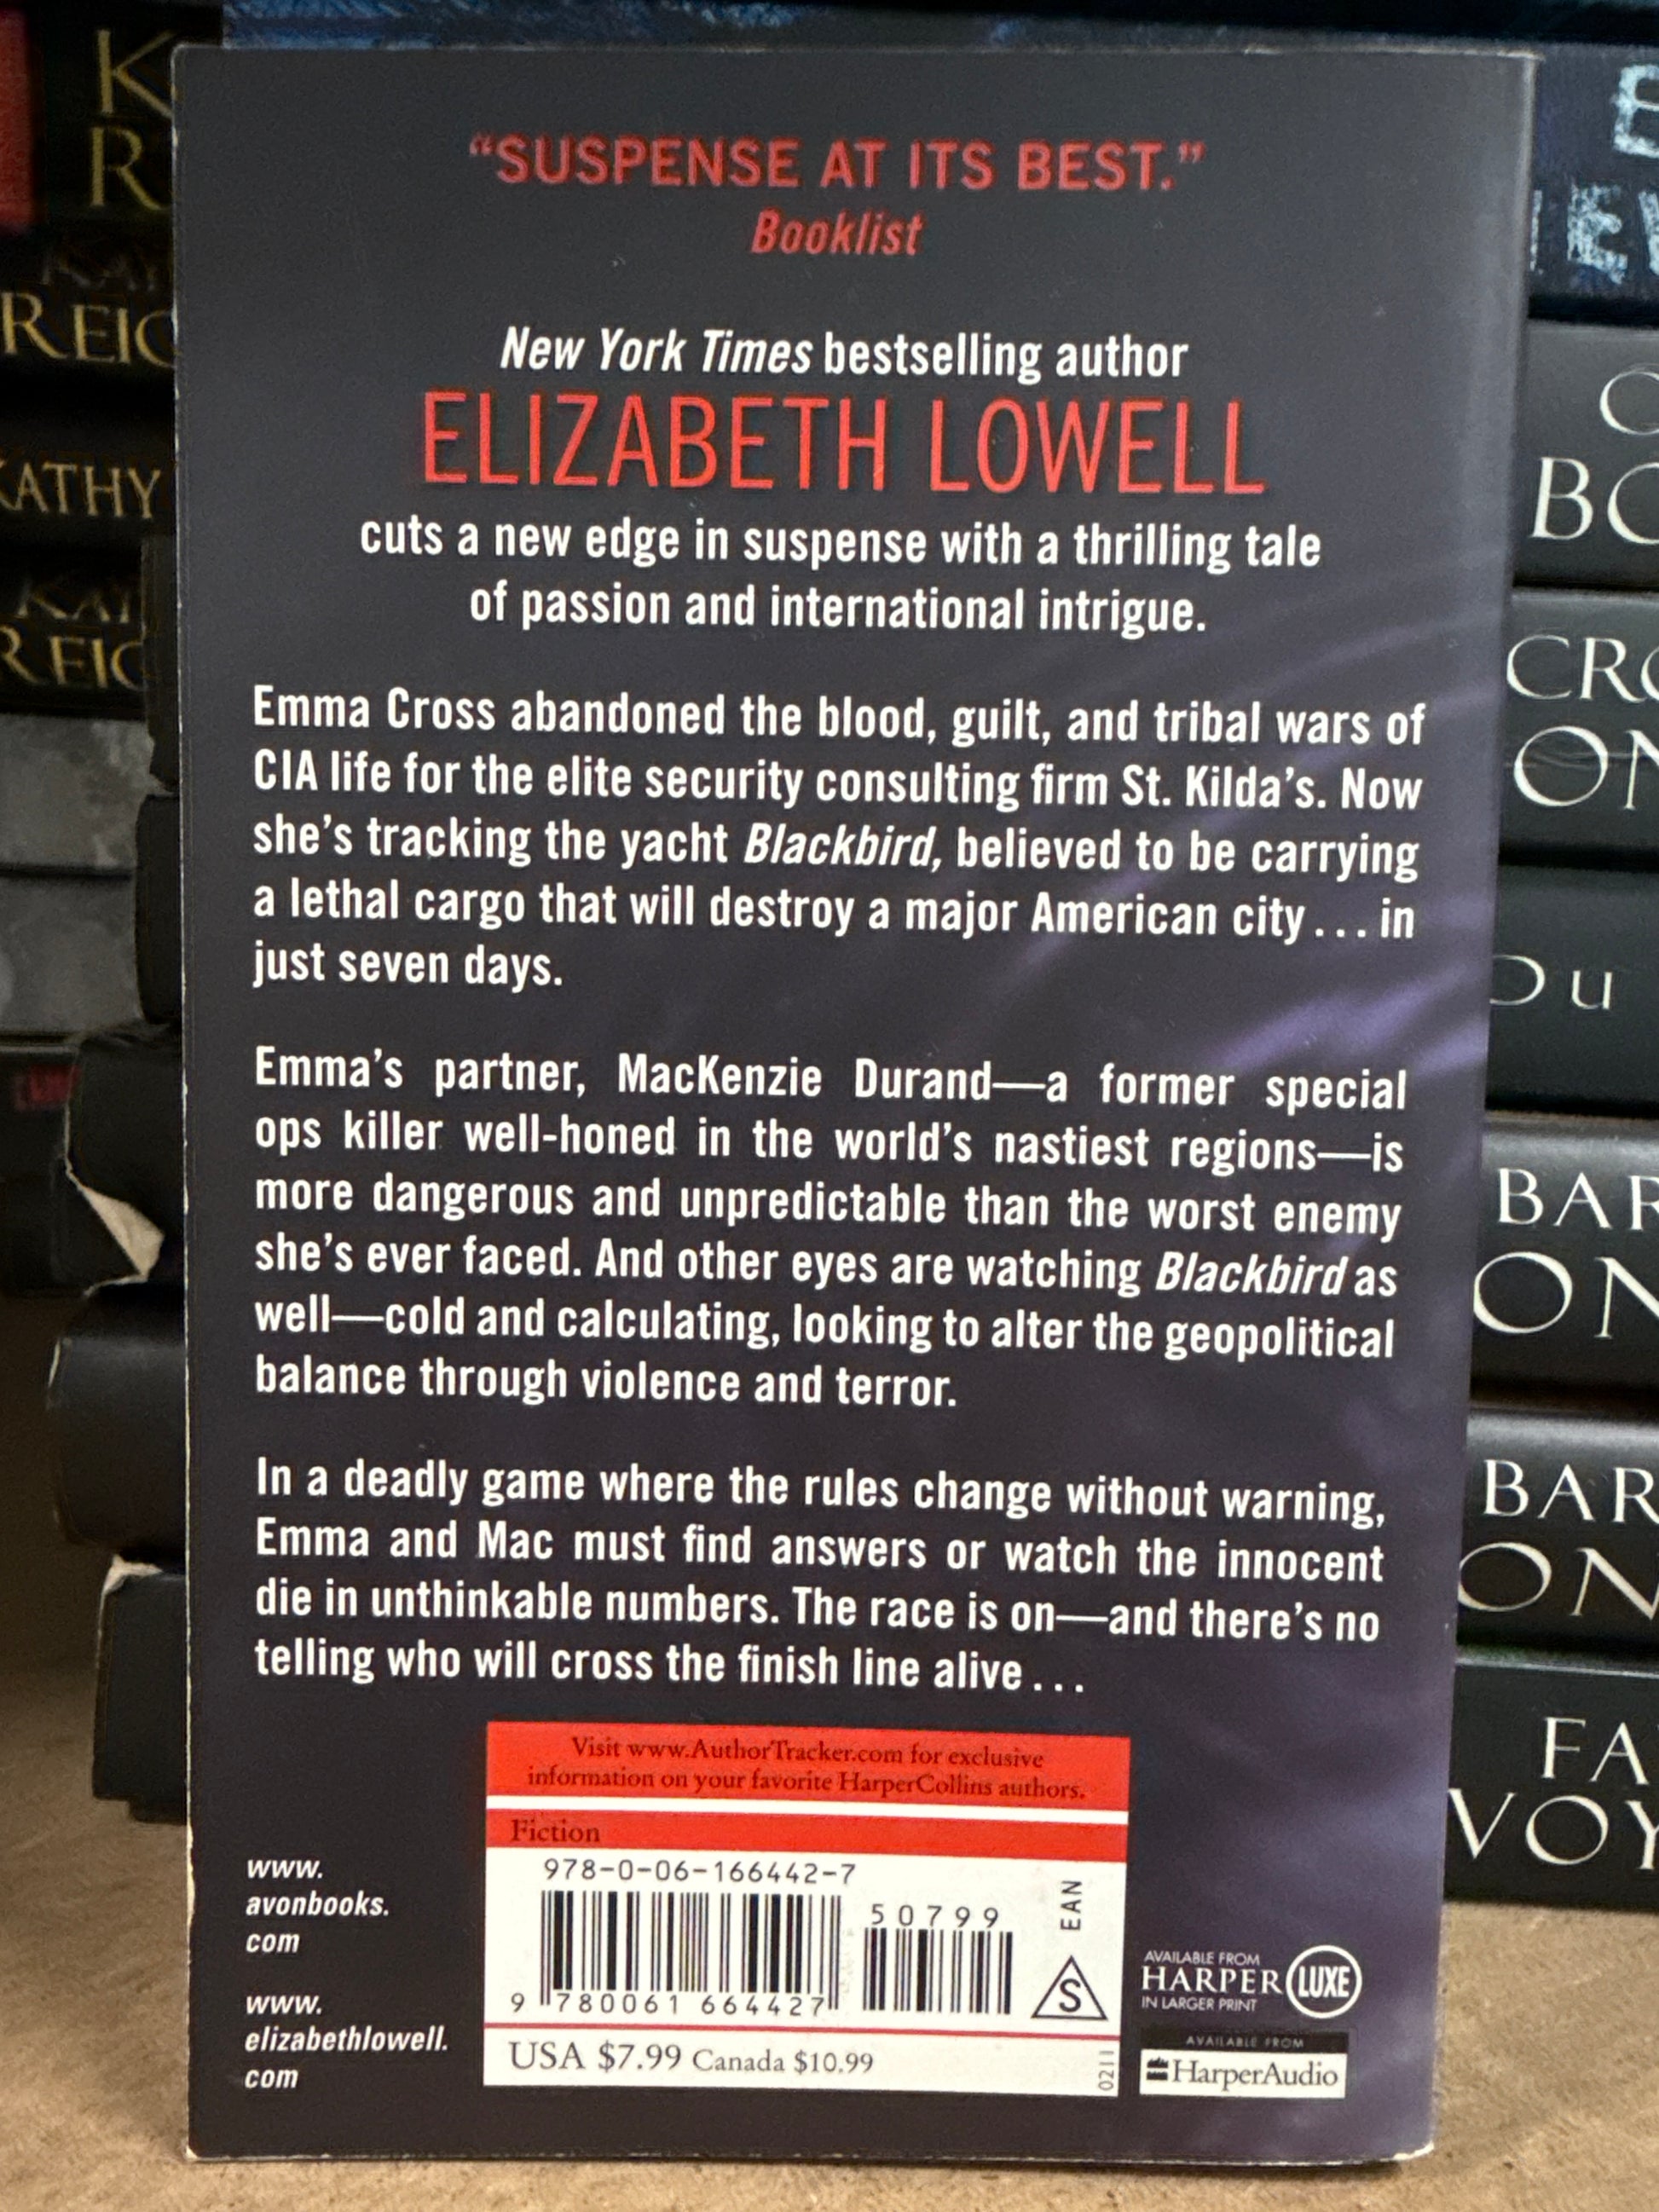 K
R
KA
REIC
KATHY
KA
REIC
E
EV
O
BO
CRO
ON
Ou
BAR
ON
BAR
ON
FA
VOY
“SUSPENSE AT ITS BEST.”
Booklist
New York Times bestselling author
ELIZABETH LOWELL
cuts a new edge in suspense with a thrilling tale
of passion and international intrigue.
Emma Cross abandoned the blood, guilt, and tribal wars of
CIA life for the elite security consulting firm St. Kilda’s. Now
she’s tracking the yacht Blackbird, believed to be carrying
a lethal cargo that will destroy a major American city . . . in
just seven days.
Emma’s partner, MacKenzie Durand—a former special
ops killer well-honed in the world’s nastiest regions—is
more dangerous and unpredictable than the worst enemy
she’s ever faced. And other eyes are watching Blackbird as
well—cold and calculating, looking to alter the geopolitical
balance through violence and terror.
In a deadly game where the rules change without warning,
Emma and Mac must find answers or watch the innocent
die in unthinkable numbers. The race is on—and there’s no
telling who will cross the finish line alive . . .
Visit www.AuthorTracker.com for exclusive
information on your favorite HarperCollins authors.
Fiction
978-0-06-166442-7
50799
EAN
9 780061 664427
S
USA $7.99 Canada $10.99
0211
www.
avonbooks.
com
www.
elizabethlowell.
com
AVAILABLE FROM
HARPER LUXE
IN LARGER PRINT
AVAILABLE FROM
HarperAudio